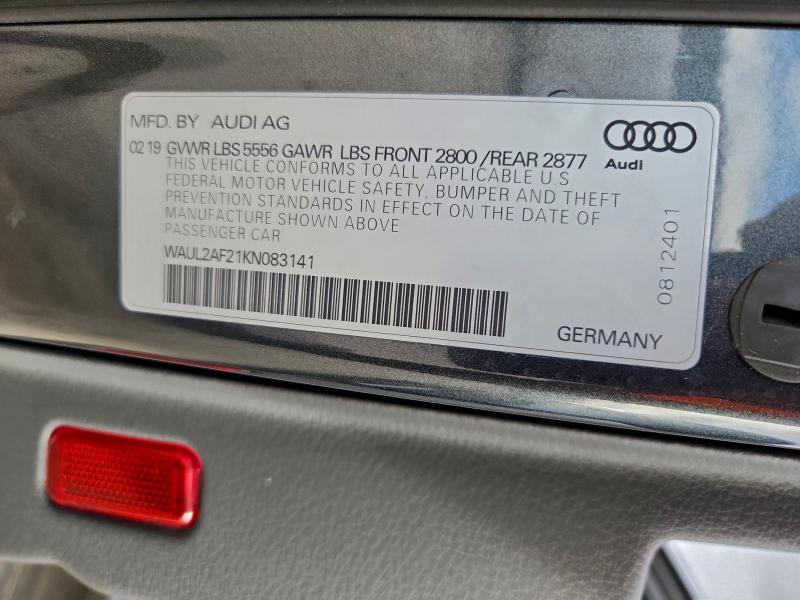 MFD. BY AUDI AG
Audi
02 19 GVWR LBS 5556 GAWR LBS FRONT 2800 /REAR 2877
THIS VEHICLE CONFORMS TO ALL APPLICABLE U.S
FEDERAL MOTOR VEHICLE SAFETY, BUMPER AND THEFT
PREVENTION STANDARDS IN EFFECT ON THE DATE OF
MANUFACTURE SHOWN ABOVE
PASSENGER CAR
WAUL2AF21KN083141
0812401
GERMANY